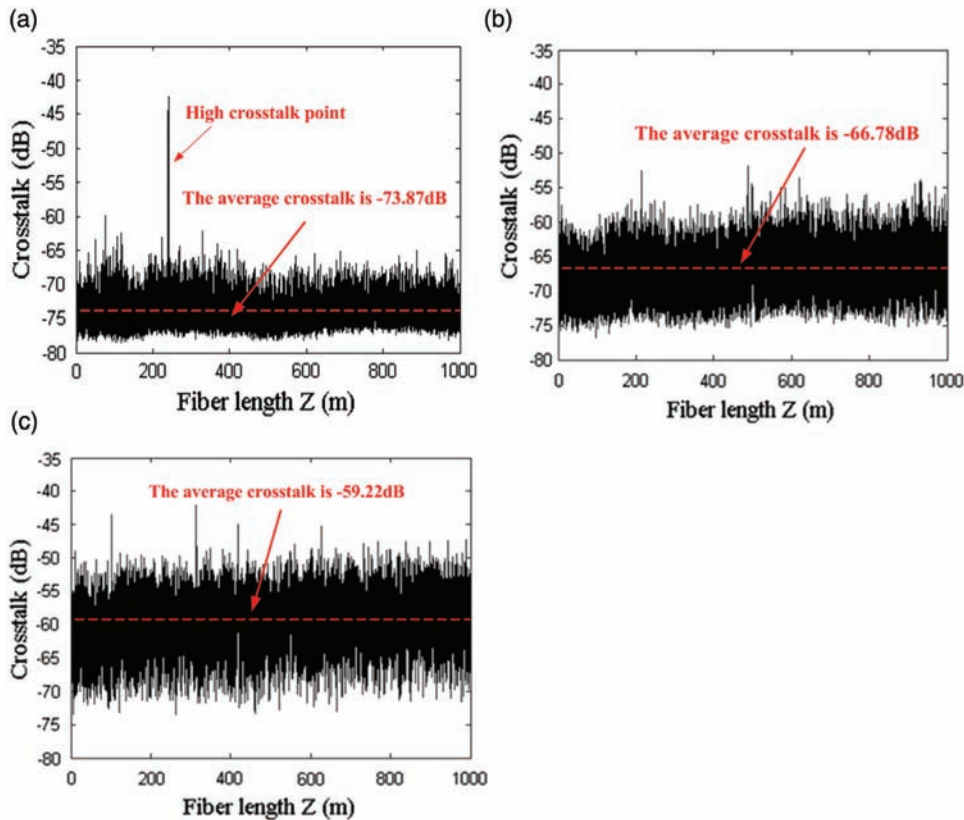 (a)
-35
-40
-45
-50
-55
-60
-65
-70
-75
-80
Crosstalk (dB)
High crosstalk point
The average crosstalk is -73.87dB
0 200 400 600 800 1000
Fiber length Z (m)
(b)
-35
-40
-45
-50
-55
-60
-65
-70
-75
-80
Crosstalk (dB)
The average crosstalk is -66.78dB
0 200 400 600 800 1000
Fiber length Z (m)
(c)
-35
-40
-45
-50
-55
-60
-65
-70
-75
-80
Crosstalk (dB)
The average crosstalk is -59.22dB
0 200 400 600 800 1000
Fiber length Z (m)